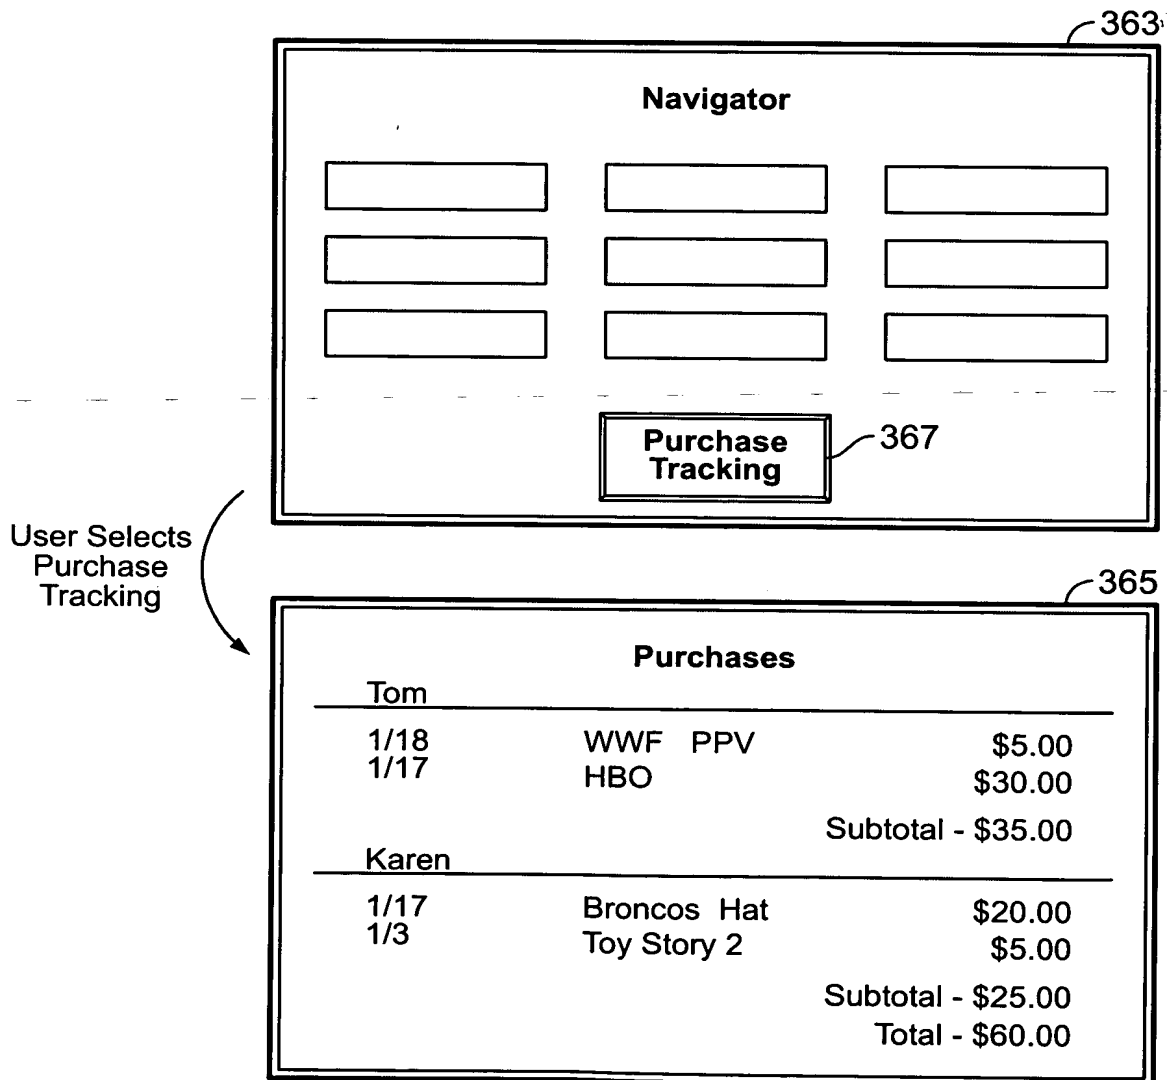 363
Navigator
Purchase
Tracking
367
User Selects
Purchase
Tracking
365
Purchases
Tom
1/18 WWF PPV $5.00
1/17 HBO $30.00
Subtotal - $35.00
Karen
1/17 Broncos Hat $20.00
1/3 Toy Story 2 $5.00
Subtotal - $25.00
Total - $60.00